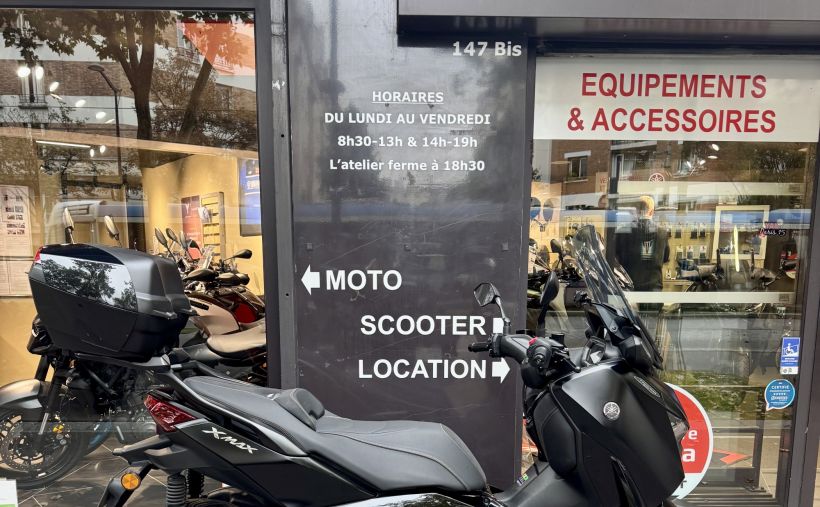 147 Bis
HORAIRES
DU LUNDI AU VENDREDI
8h30-13h & 14h-19h
L'atelier ferme à 18h30
EQUIPEMENTS
& ACCESSOIRES
MOTO
SCOOTER
LOCATION
XMAX